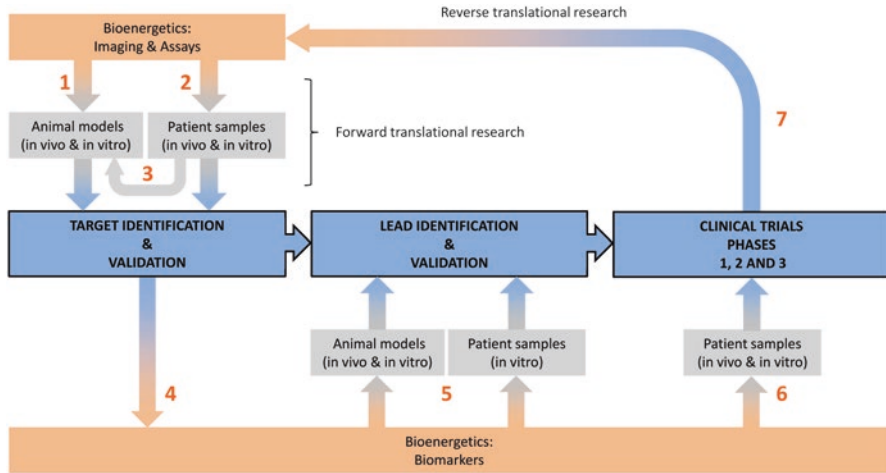 Reverse translational research
Bioenergetics:
Imaging & Assays
1
2
7
Animal models
(in vivo & in vitro)
Patient samples
(in vivo & in vitro)
Forward translational research
3
TARGET IDENTIFICATION
&
VALIDATION
LEAD IDENTIFICATION
&
VALIDATION
CLINICAL TRIALS
PHASES
1, 2 AND 3
Animal models
(in vivo & in vitro)
Patient samples
(in vitro)
Patient samples
(in vivo & in vitro)
4
5
6
Bioenergetics:
Biomarkers